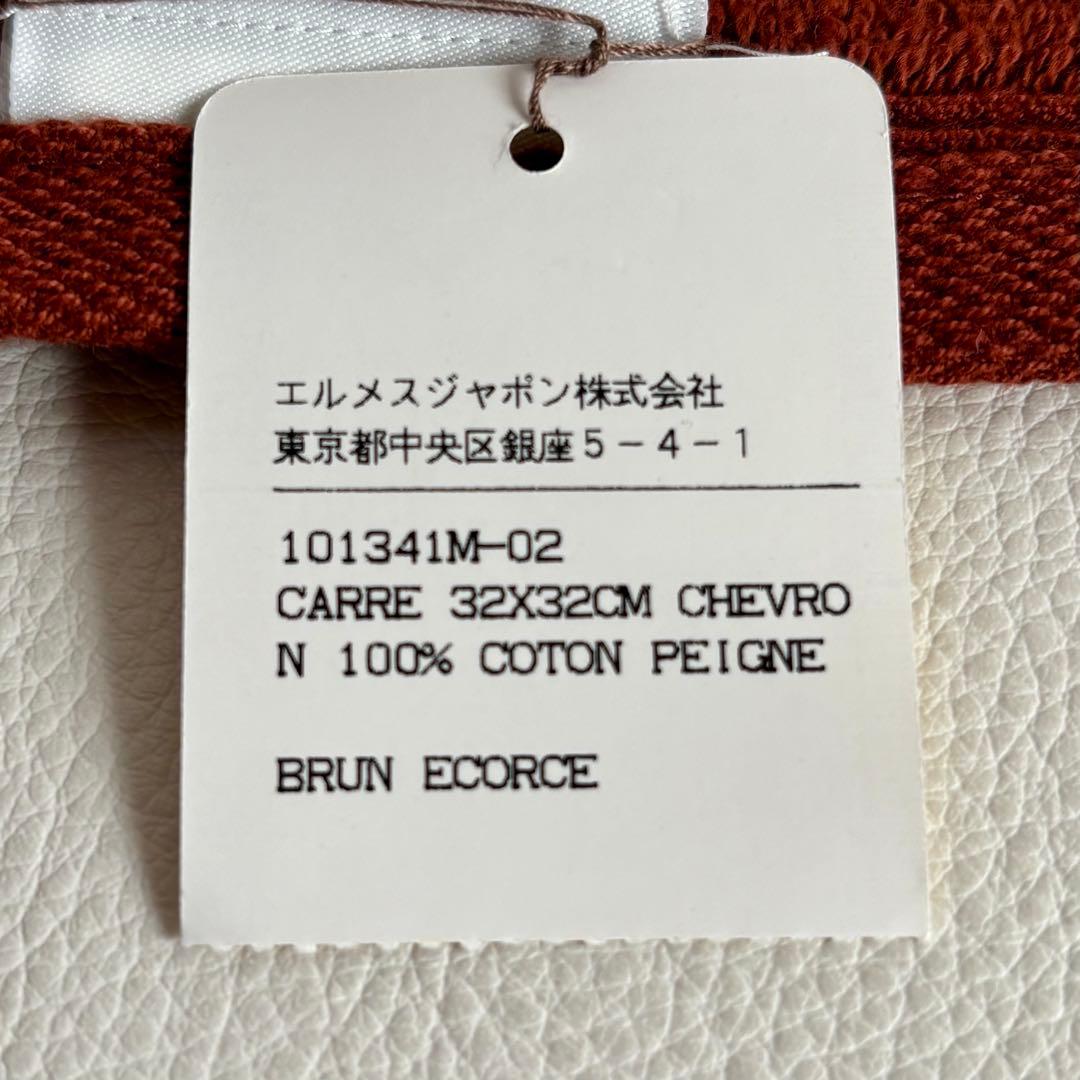 エルメスジャポン株式会社
東京都中央区銀座5-4-1
101341M-02
CARRE 32X32CM CHEVRO
N 100% COTON PEIGNE
BRUN ECORCE